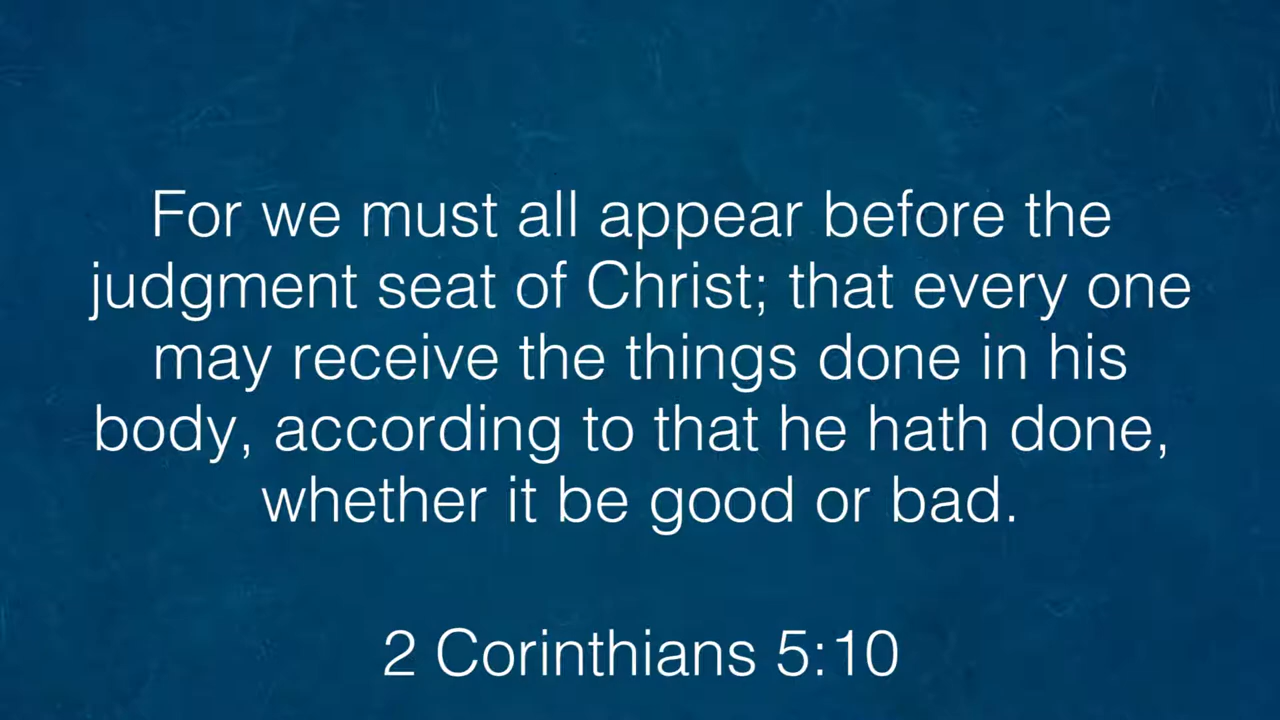 For we must all appear before the
judgment seat of Christ; that every one
may receive the things done in his
body, according to that he hath done,
whether it be good or bad.
2 Corinthians 5:10